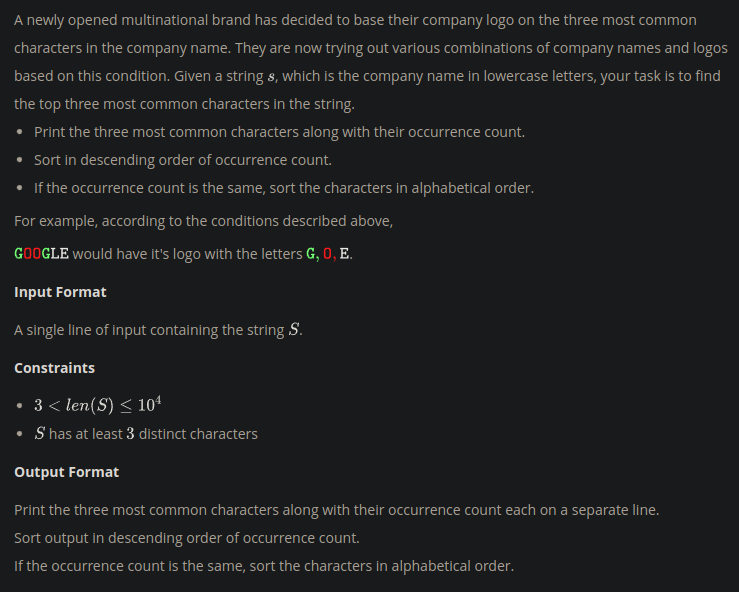 A newly opened multinational brand has decided to base their company logo on the three most common
characters in the company name. They are now trying out various combinations of company names and logos
based on this condition. Given a string s, which is the company name in lowercase letters, your task is to find
the top three most common characters in the string.
• Print the three most common characters along with their occurrence count.
• Sort in descending order of occurrence count.
• If the occurrence count is the same, sort the characters in alphabetical order.
For example, according to the conditions described above,
GOOGLE would have it's logo with the letters G, O, E.
Input Format
A single line of input containing the string S.
Constraints
• 3 < len(S) ≤ 10⁴
• S has at least 3 distinct characters
Output Format
Print the three most common characters along with their occurrence count each on a separate line.
Sort output in descending order of occurrence count.
If the occurrence count is the same, sort the characters in alphabetical order.